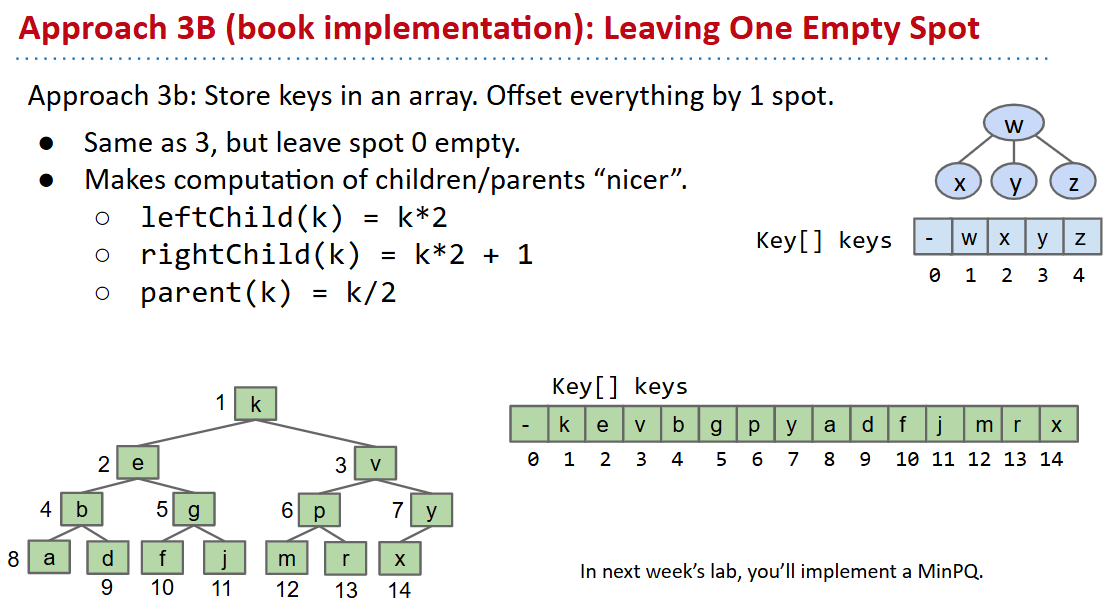 Approach 3B (book implementation): Leaving One Empty Spot
Approach 3b: Store keys in an array. Offset everything by 1 spot.
● Same as 3, but leave spot 0 empty.
● Makes computation of children/parents “nicer”.
○ leftChild(k) = k*2
○ rightChild(k) = k*2 + 1
○ parent(k) = k/2
w
x y z
Key[] keys - w x y z
0 1 2 3 4
1 k
2 e 3 v
4 b 5 g 6 p 7 y
8 a d f j m r x
9 10 11 12 13 14
Key[] keys
- k e v b g p y a d f j m r x
0 1 2 3 4 5 6 7 8 9 10 11 12 13 14
In next week’s lab, you’ll implement a MinPQ.